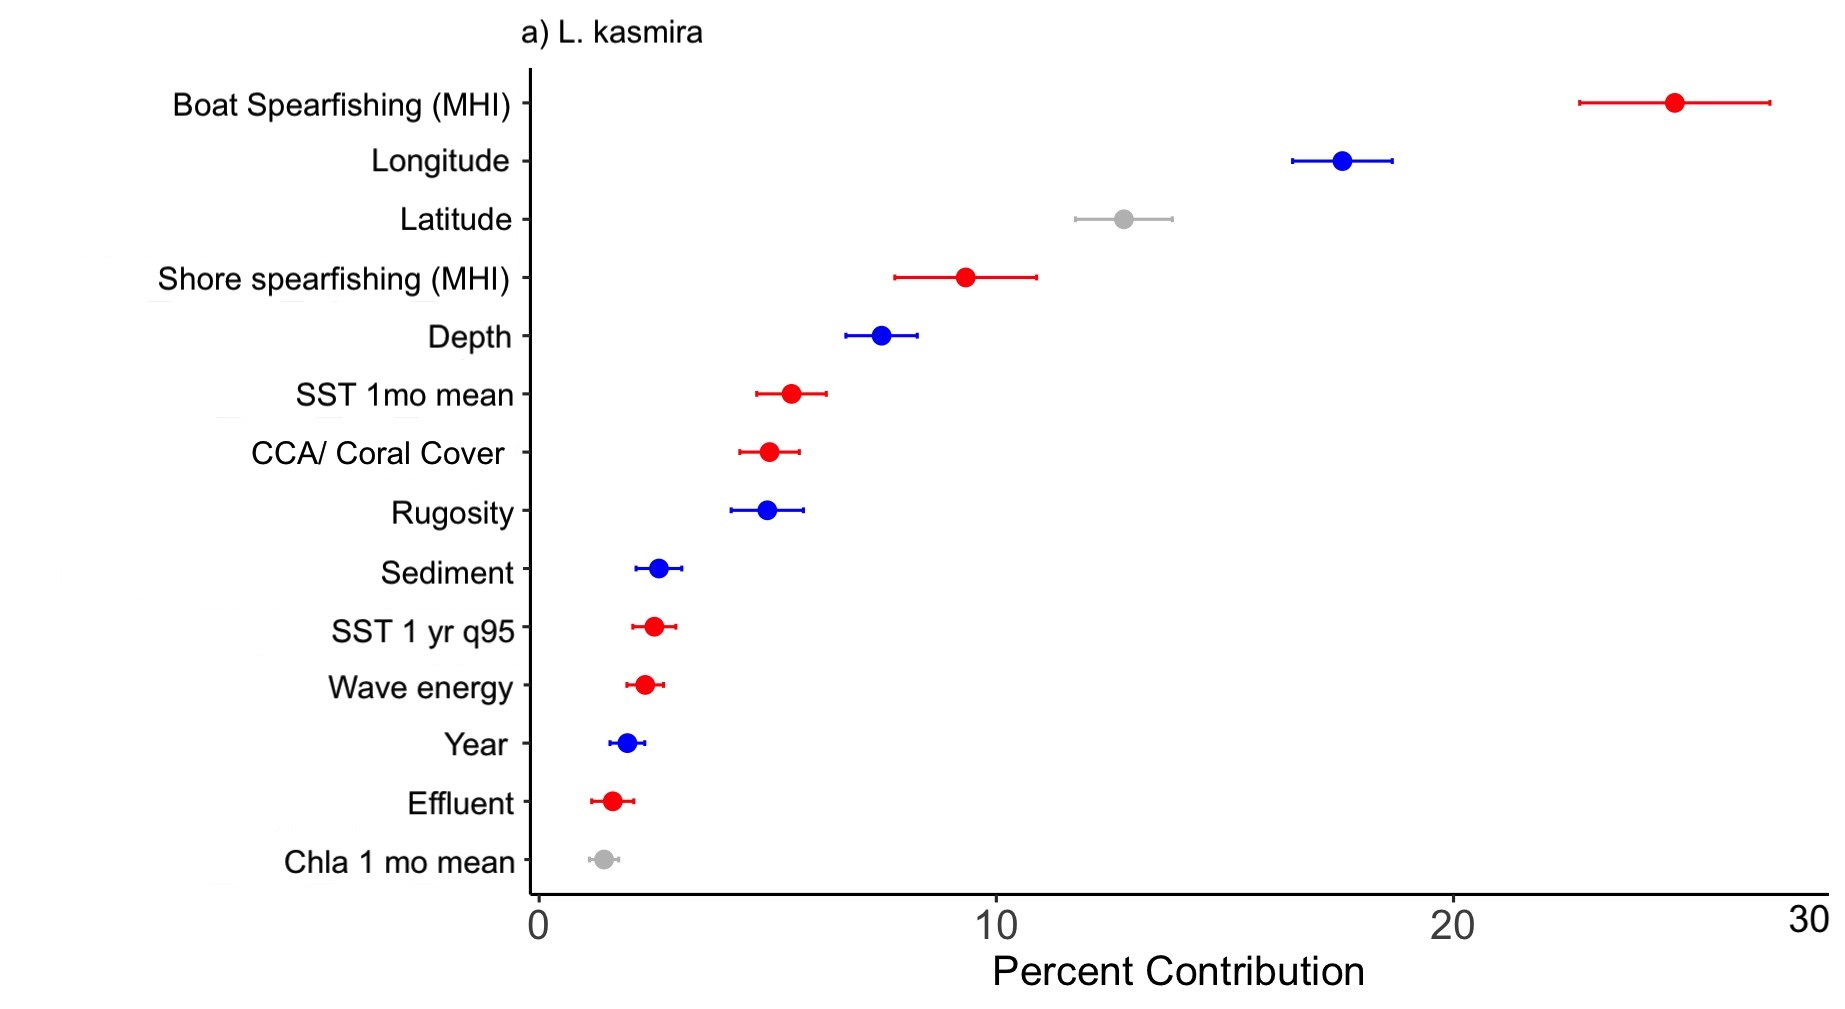 a) L. kasmira
Boat Spearfishing (MHI)
Longitude
Latitude
Shore spearfishing (MHI)
Depth
SST 1mo mean
CCA/ Coral Cover
Rugosity
Sediment
SST 1 yr q95
Wave energy
Year
Effluent
Chla 1 mo mean
0 10 20 30
Percent Contribution